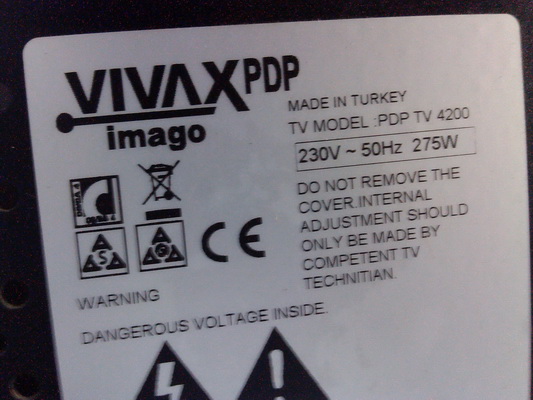 VIVAX PDP
imago
MADE IN TURKEY
TV MODEL :PDP TV 4200
230V ~ 50Hz 275W
DO NOT REMOVE THE
COVER.INTERNAL
ADJUSTMENT SHOULD
ONLY BE MADE BY
COMPETENT TV
TECHNITIAN.
S
CE
WARNING
DANGEROUS VOLTAGE INSIDE.